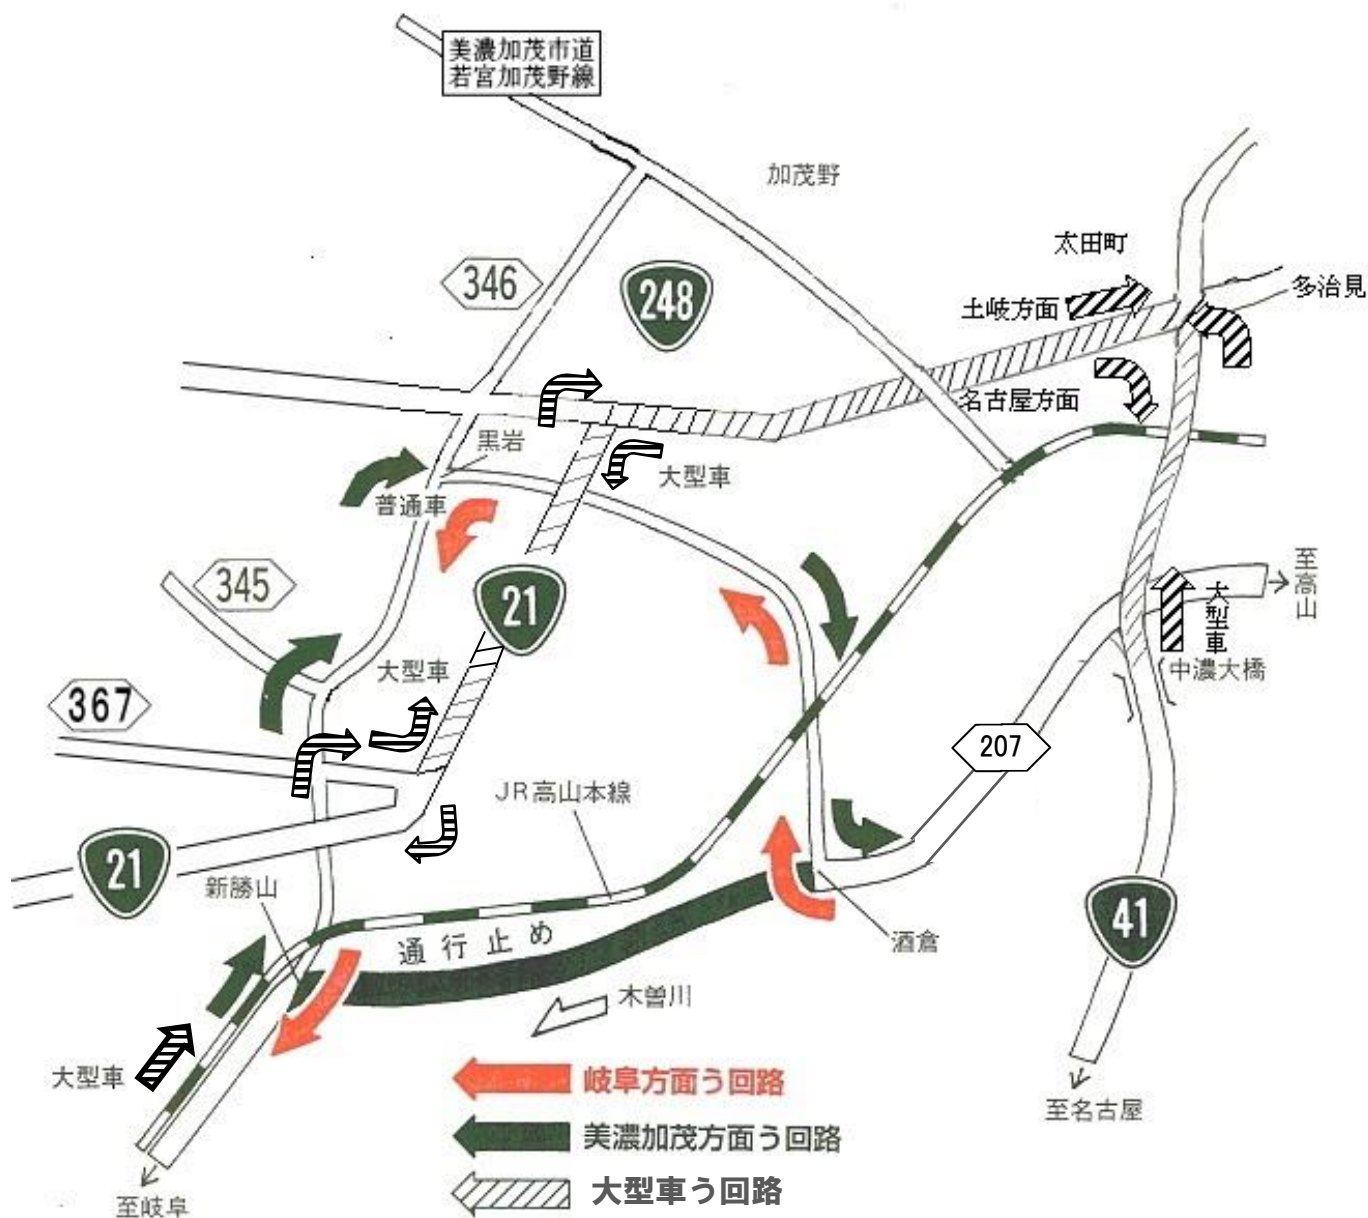 美濃加茂市道
若宮加茂野線
加茂野
太田町
346
248
土岐方面
多治見
名古屋方面
黒岩
大型車
普通車
345
21
至高山
大型車
大型車
中濃大橋
367
207
JR高山本線
21
新勝山
41
通行止め
酒倉
木曽川
大型車
岐阜方面う回路
至名古屋
美濃加茂方面う回路
大型車う回路
至岐阜